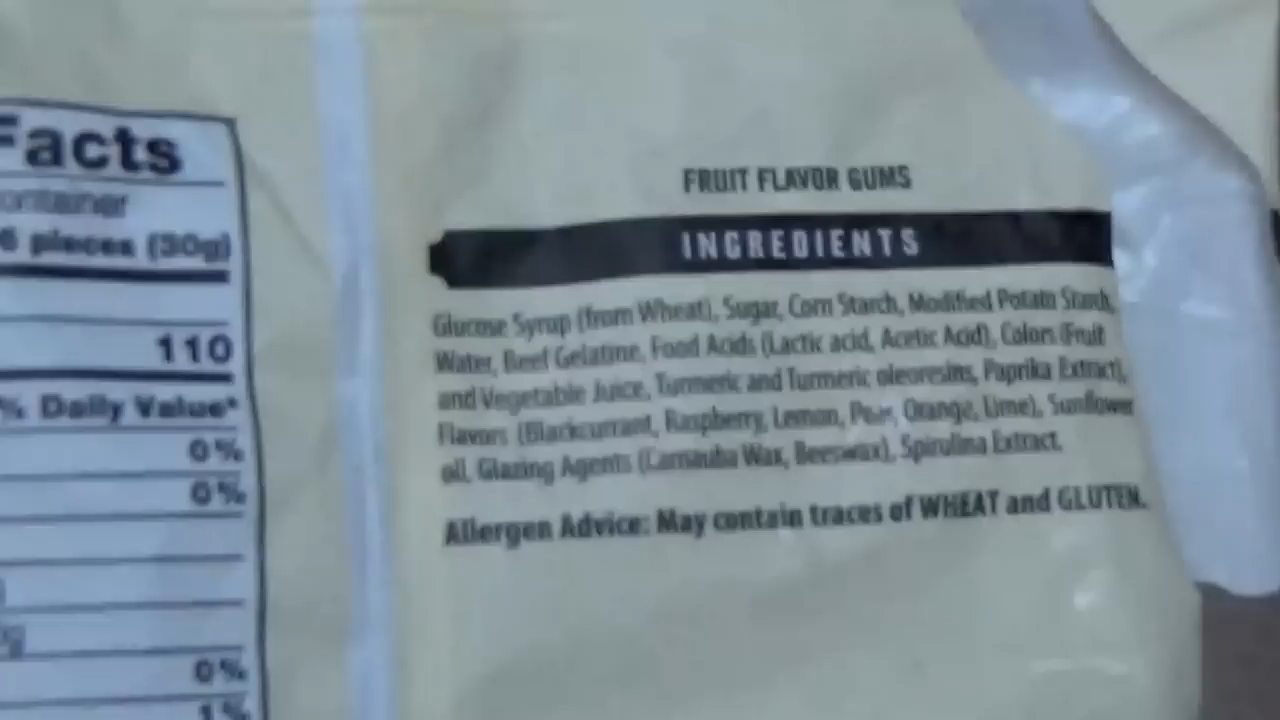 Facts
ontainer
6 pieces (30g)
110
% Daily Value*
0%
0%
g
0%
1%
FRUIT FLAVOR GUMS
INGREDIENTS
Glucose Syrup (from Wheat), Sugar, Corn Starch, Modified Potato Starch,
Water, Beef Gelatine, Food Acids (Lactic acid, Acetic Acid), Colors (Fruit
and Vegetable Juice, Turmeric and Turmeric oleoresins, Paprika Extract),
Flavors (Blackcurrant, Raspberry, Lemon, Pear, Orange, Lime), Sunflower
oil, Glazing Agents (Carnauba Wax, Beeswax), Spirulina Extract.
Allergen Advice: May contain traces of WHEAT and GLUTEN.